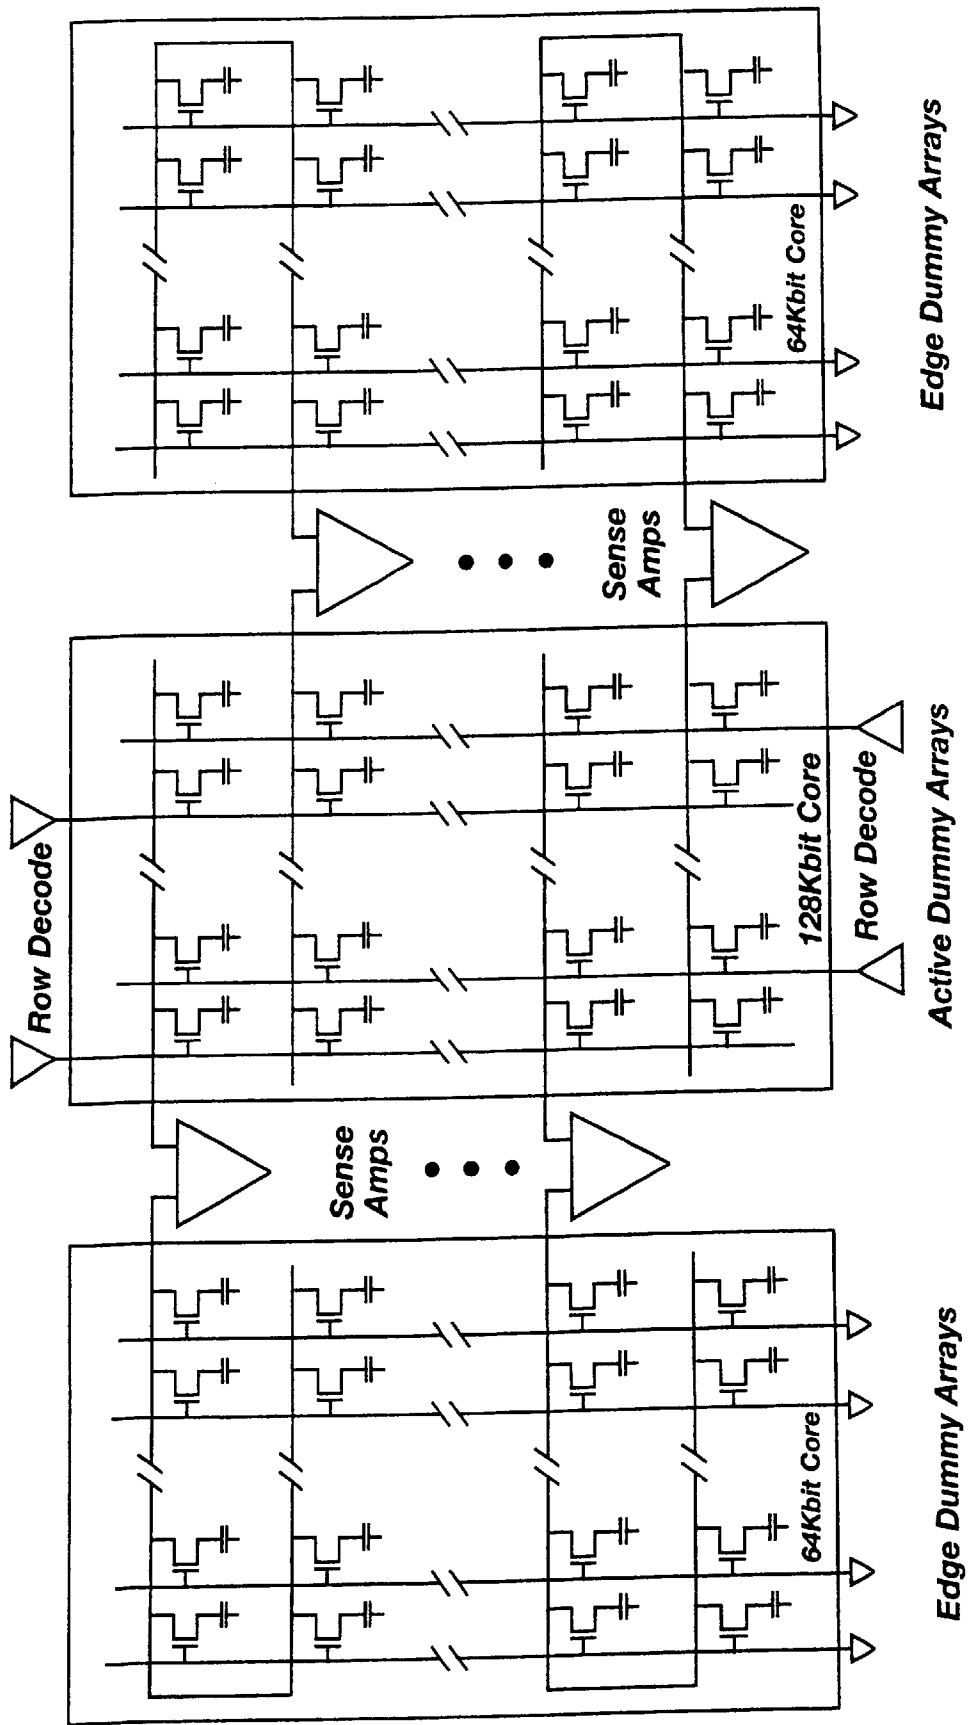 Row Decode
64Kbit Core
Sense
Amps
128Kbit Core
Row Decode
Sense
Amps
64Kbit Core
Edge Dummy Arrays
Active Dummy Arrays
Edge Dummy Arrays